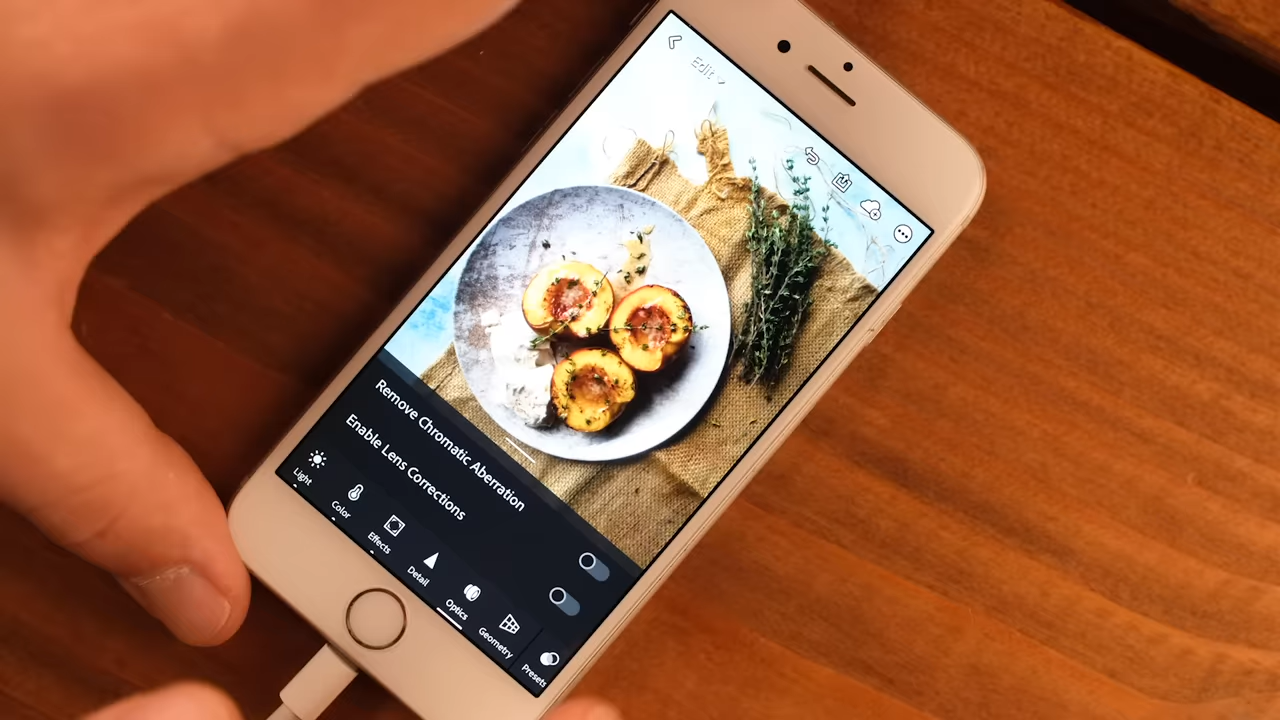 Edit
Remove Chromatic Aberration
Enable Lens Corrections
Light
Color
Effects
Detail
Optics
Geometry
Presets